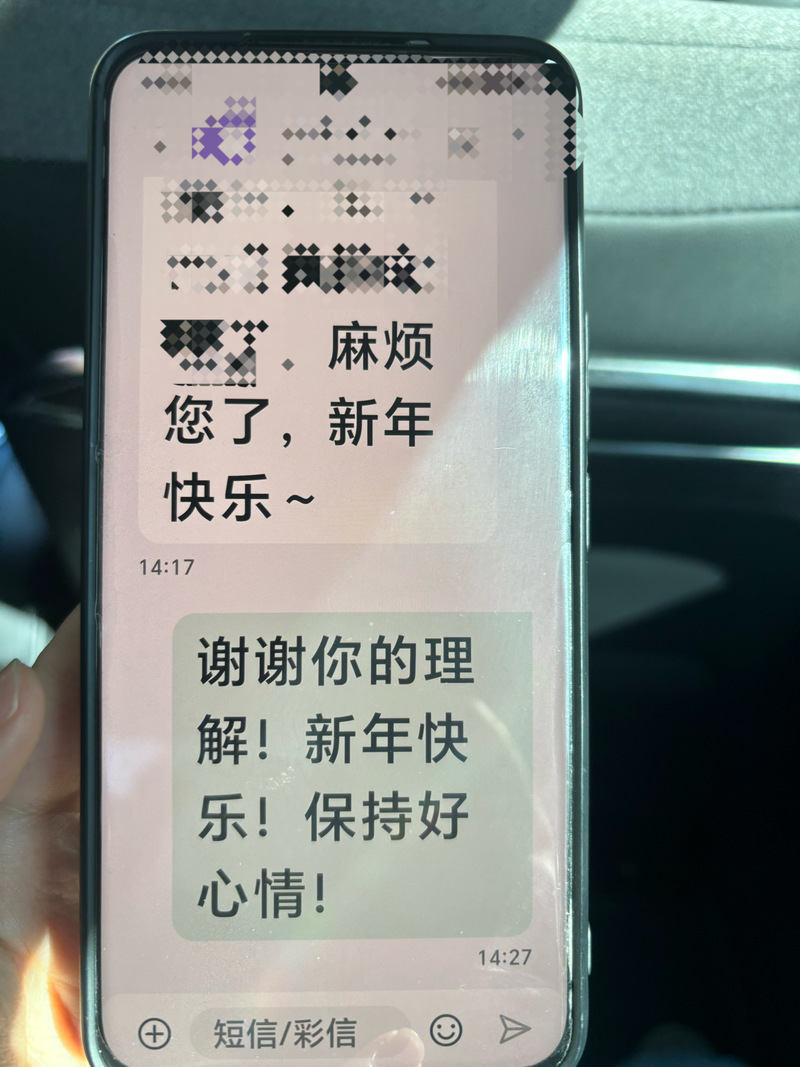 麻烦
您了，新年
快乐~
14:17
谢谢你的理
解！新年快
乐！保持好
心情！
14:27
短信/彩信